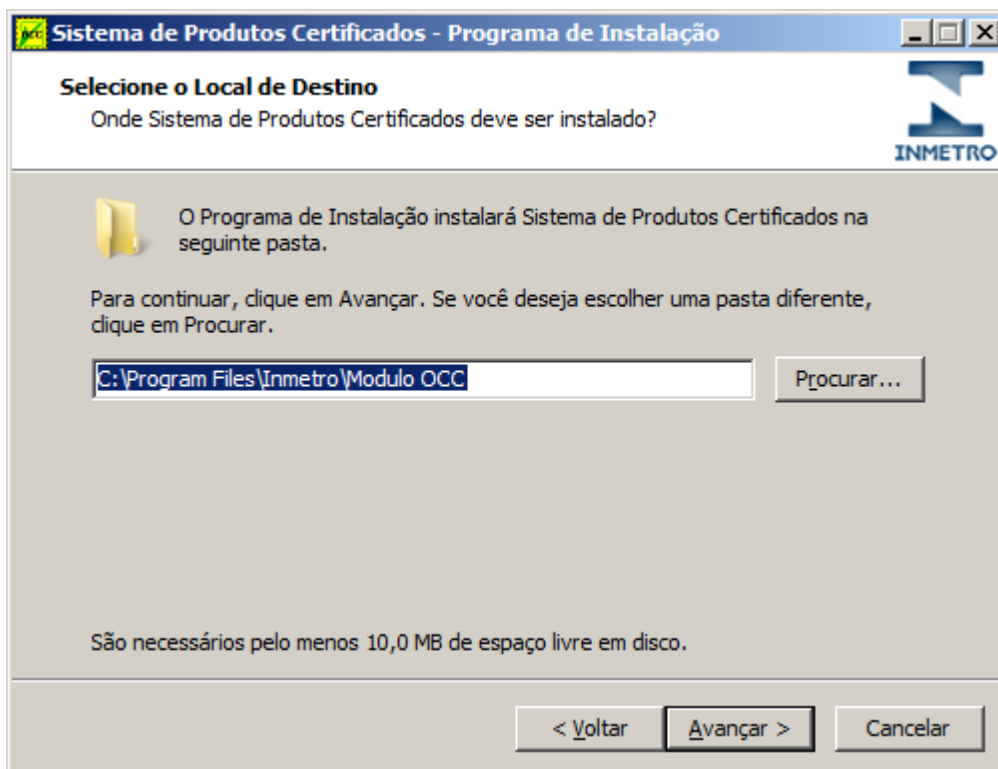 Sistema de Produtos Certificados - Programa de Instalação
Selecione o Local de Destino
Onde Sistema de Produtos Certificados deve ser instalado?
INMETRO
O Programa de Instalação instalará Sistema de Produtos Certificados na
seguinte pasta.
Para continuar, clique em Avançar. Se você deseja escolher uma pasta diferente,
clique em Procurar.
C:\Program Files\Inmetro\Modulo OCC
Procurar...
São necessários pelo menos 10,0 MB de espaço livre em disco.
< Voltar
Avançar >
Cancelar